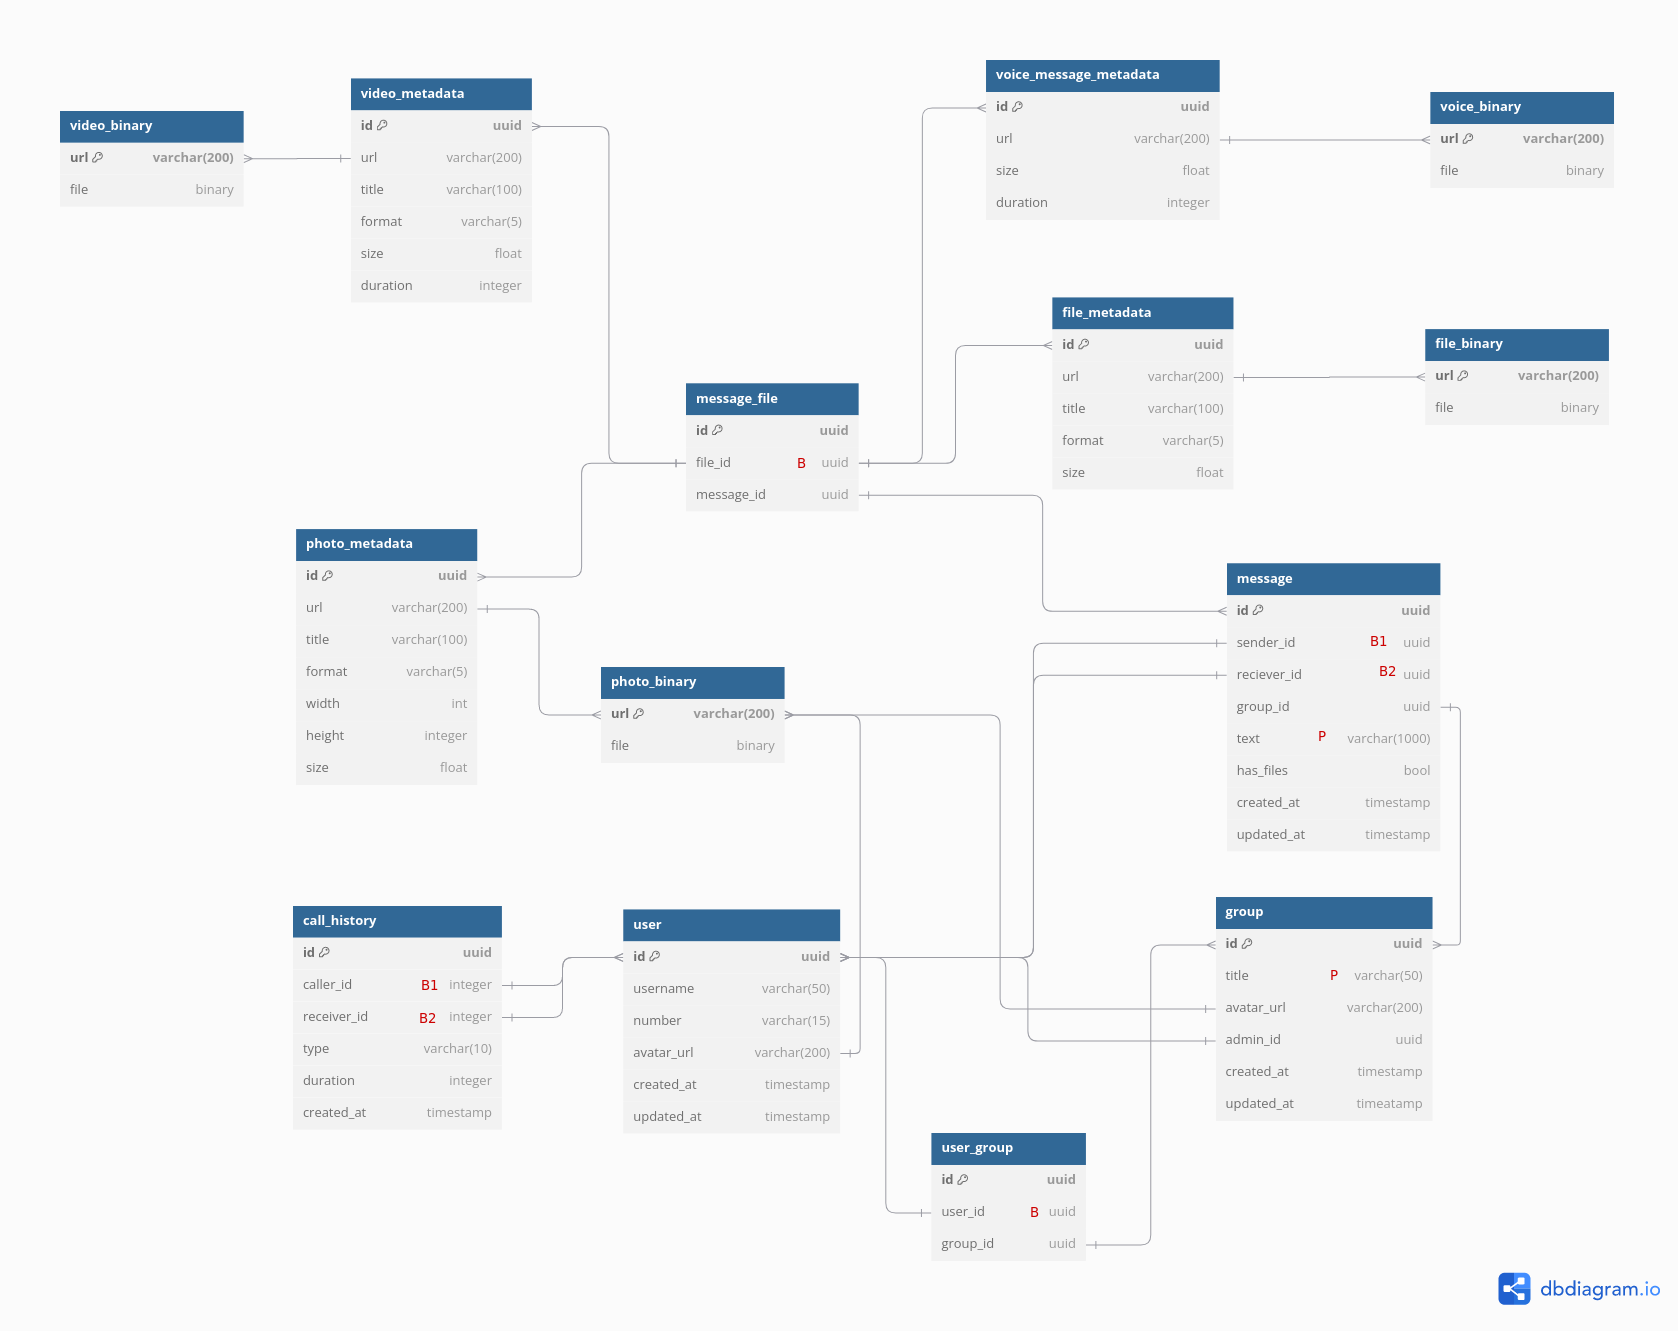 video_binary
url varchar(200)
file binary
video_metadata
id uuid
url varchar(200)
title varchar(100)
format varchar(5)
size float
duration integer
voice_message_metadata
id uuid
url varchar(200)
size float
duration integer
voice_binary
url varchar(200)
file binary
file_metadata
id uuid
url varchar(200)
title varchar(100)
format varchar(5)
size float
file_binary
url varchar(200)
file binary
message_file
id uuid
file_id B uuid
message_id uuid
photo_metadata
id uuid
url varchar(200)
title varchar(100)
format varchar(5)
width int
height integer
size float
photo_binary
url varchar(200)
file binary
message
id uuid
sender_id B1 uuid
reciever_id B2 uuid
group_id uuid
text P varchar(1000)
has_files bool
created_at timestamp
updated_at timestamp
call_history
id uuid
caller_id B1 integer
receiver_id B2 integer
type varchar(10)
duration integer
created_at timestamp
user
id uuid
username varchar(50)
number varchar(15)
avatar_url varchar(200)
created_at timestamp
updated_at timestamp
group
id uuid
title P varchar(50)
avatar_url varchar(200)
admin_id uuid
created_at timestamp
updated_at timeatamp
user_group
id uuid
user_id B uuid
group_id uuid
dbdiagram.io